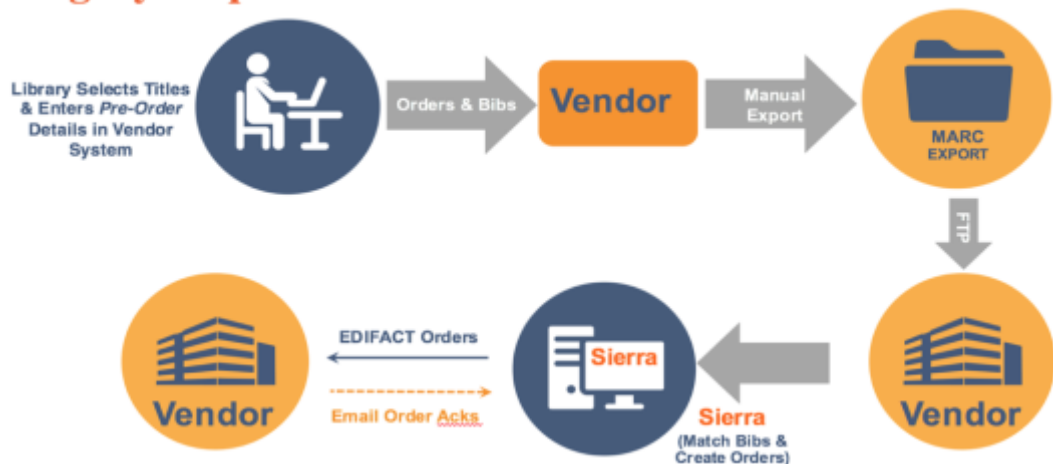 Library Selects Titles
& Enters Pre-Order
Details in Vendor
System
Orders & Bibs
Vendor
Manual
Export
MARC
EXPORT
FTP
Vendor
EDIFACT Orders
Email Order Acks
Sierra
Sierra
(Match Bibs &
Create Orders)
Vendor